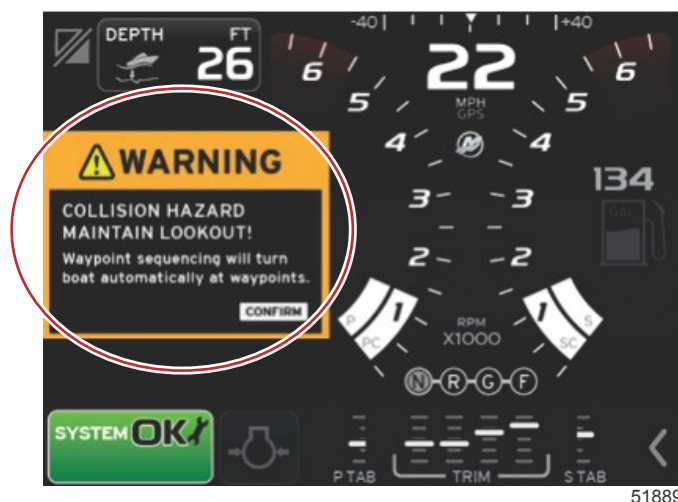 DEPTH FT
26
-40 +40
22
MPH
GPS
6 6
5 5
4 4
3 3
2 2
1 1
P S
PC SC
RPM
X1000
N R G F
134
GAL
WARNING
COLLISION HAZARD
MAINTAIN LOOKOUT!
Waypoint sequencing will turn
boat automatically at waypoints.
CONFIRM
SYSTEM OK
P TAB TRIM S TAB
51889